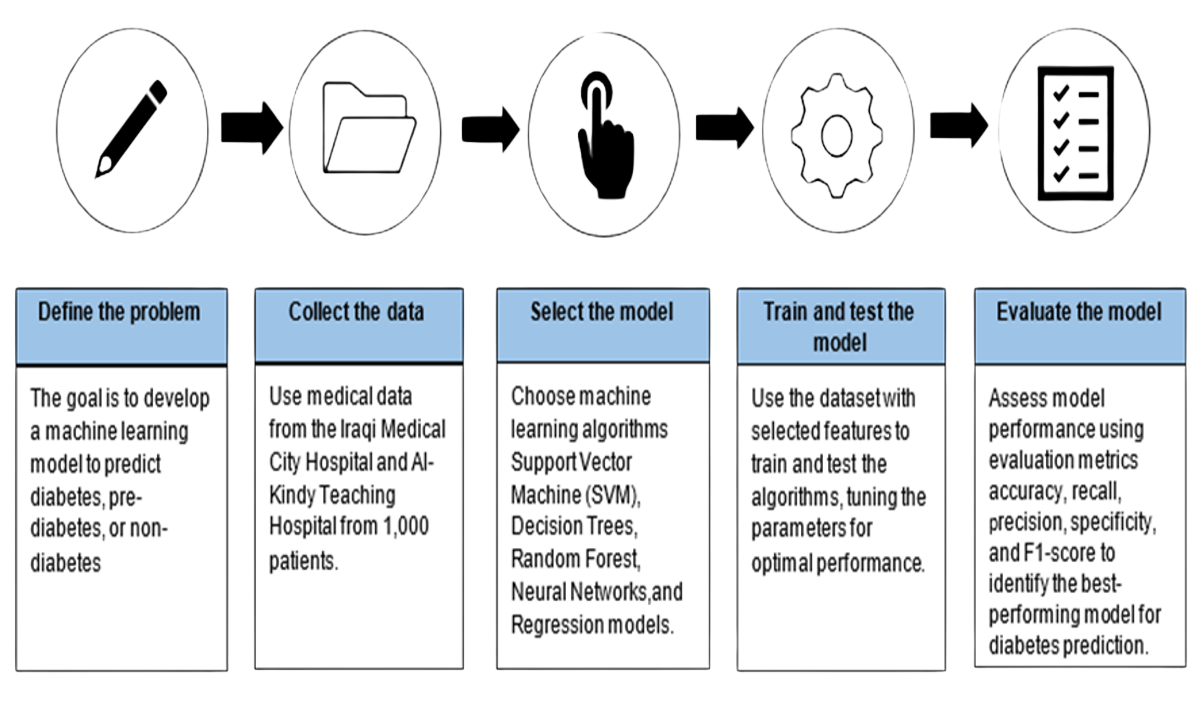 Define the problem
The goal is to develop
a machine learning
model to predict
diabetes, pre-
diabetes, or non-
diabetes
Collect the data
Use medical data
from the Iraqi Medical
City Hospital and Al-
Kindy Teaching
Hospital from 1,000
patients.
Select the model
Choose machine
learning algorithms
Support Vector
Machine (SVM),
Decision Trees,
Random Forest,
Neural Networks,and
Regression models.
Train and test the
model
Use the dataset with
selected features to
train and test the
algorithms, tuning the
parameters for
optimal performance.
Evaluate the model
Assess model
performance using
evaluation metrics
accuracy, recall,
precision, specificity,
and F1-score to
identify the best-
performing model for
diabetes prediction.